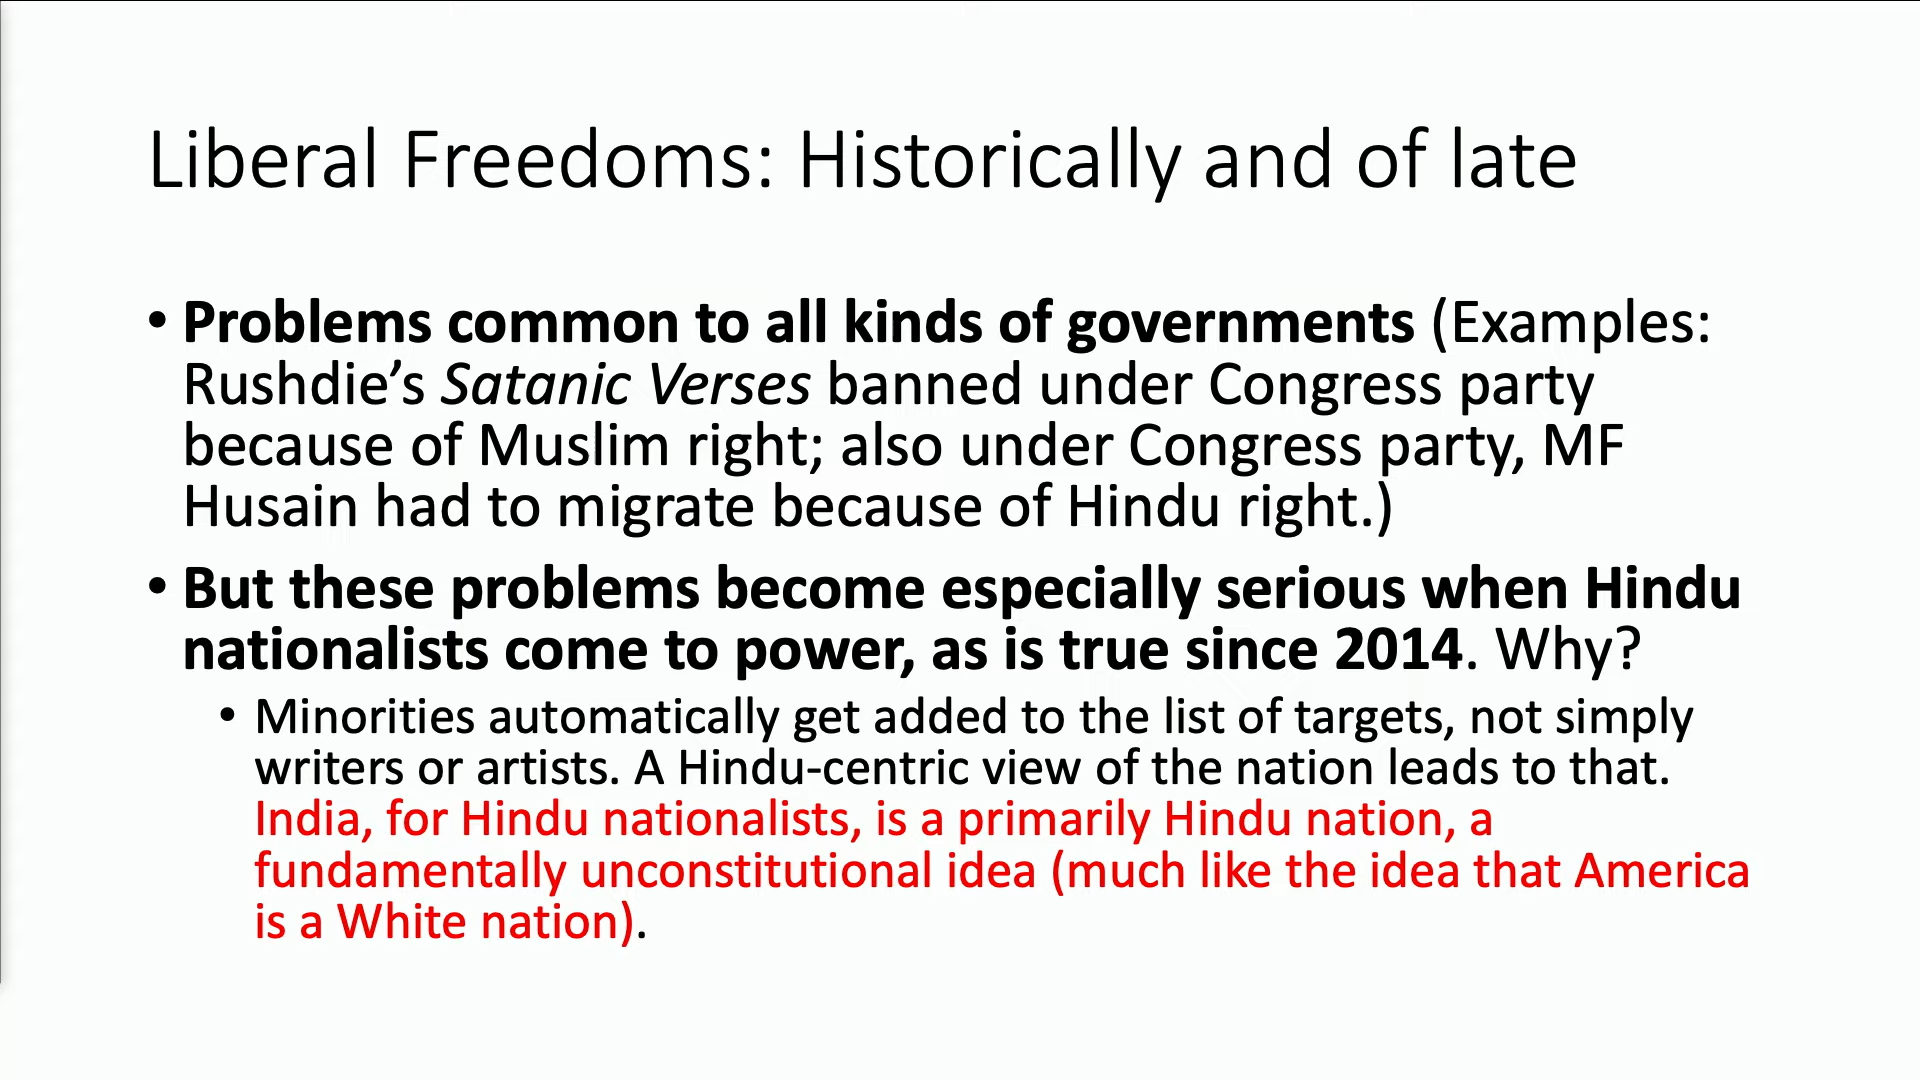 Liberal Freedoms: Historically and of late
• Problems common to all kinds of governments (Examples:
Rushdie’s Satanic Verses banned under Congress party
because of Muslim right; also under Congress party, MF
Husain had to migrate because of Hindu right.)
• But these problems become especially serious when Hindu
nationalists come to power, as is true since 2014. Why?
• Minorities automatically get added to the list of targets, not simply
writers or artists. A Hindu-centric view of the nation leads to that.
India, for Hindu nationalists, is a primarily Hindu nation, a
fundamentally unconstitutional idea (much like the idea that America
is a White nation).